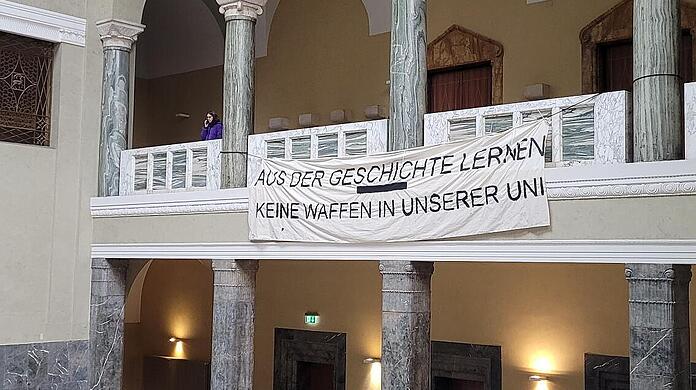 AUS DER GESCHICHTE LERNEN
KEINE WAFFEN IN UNSERER UNI